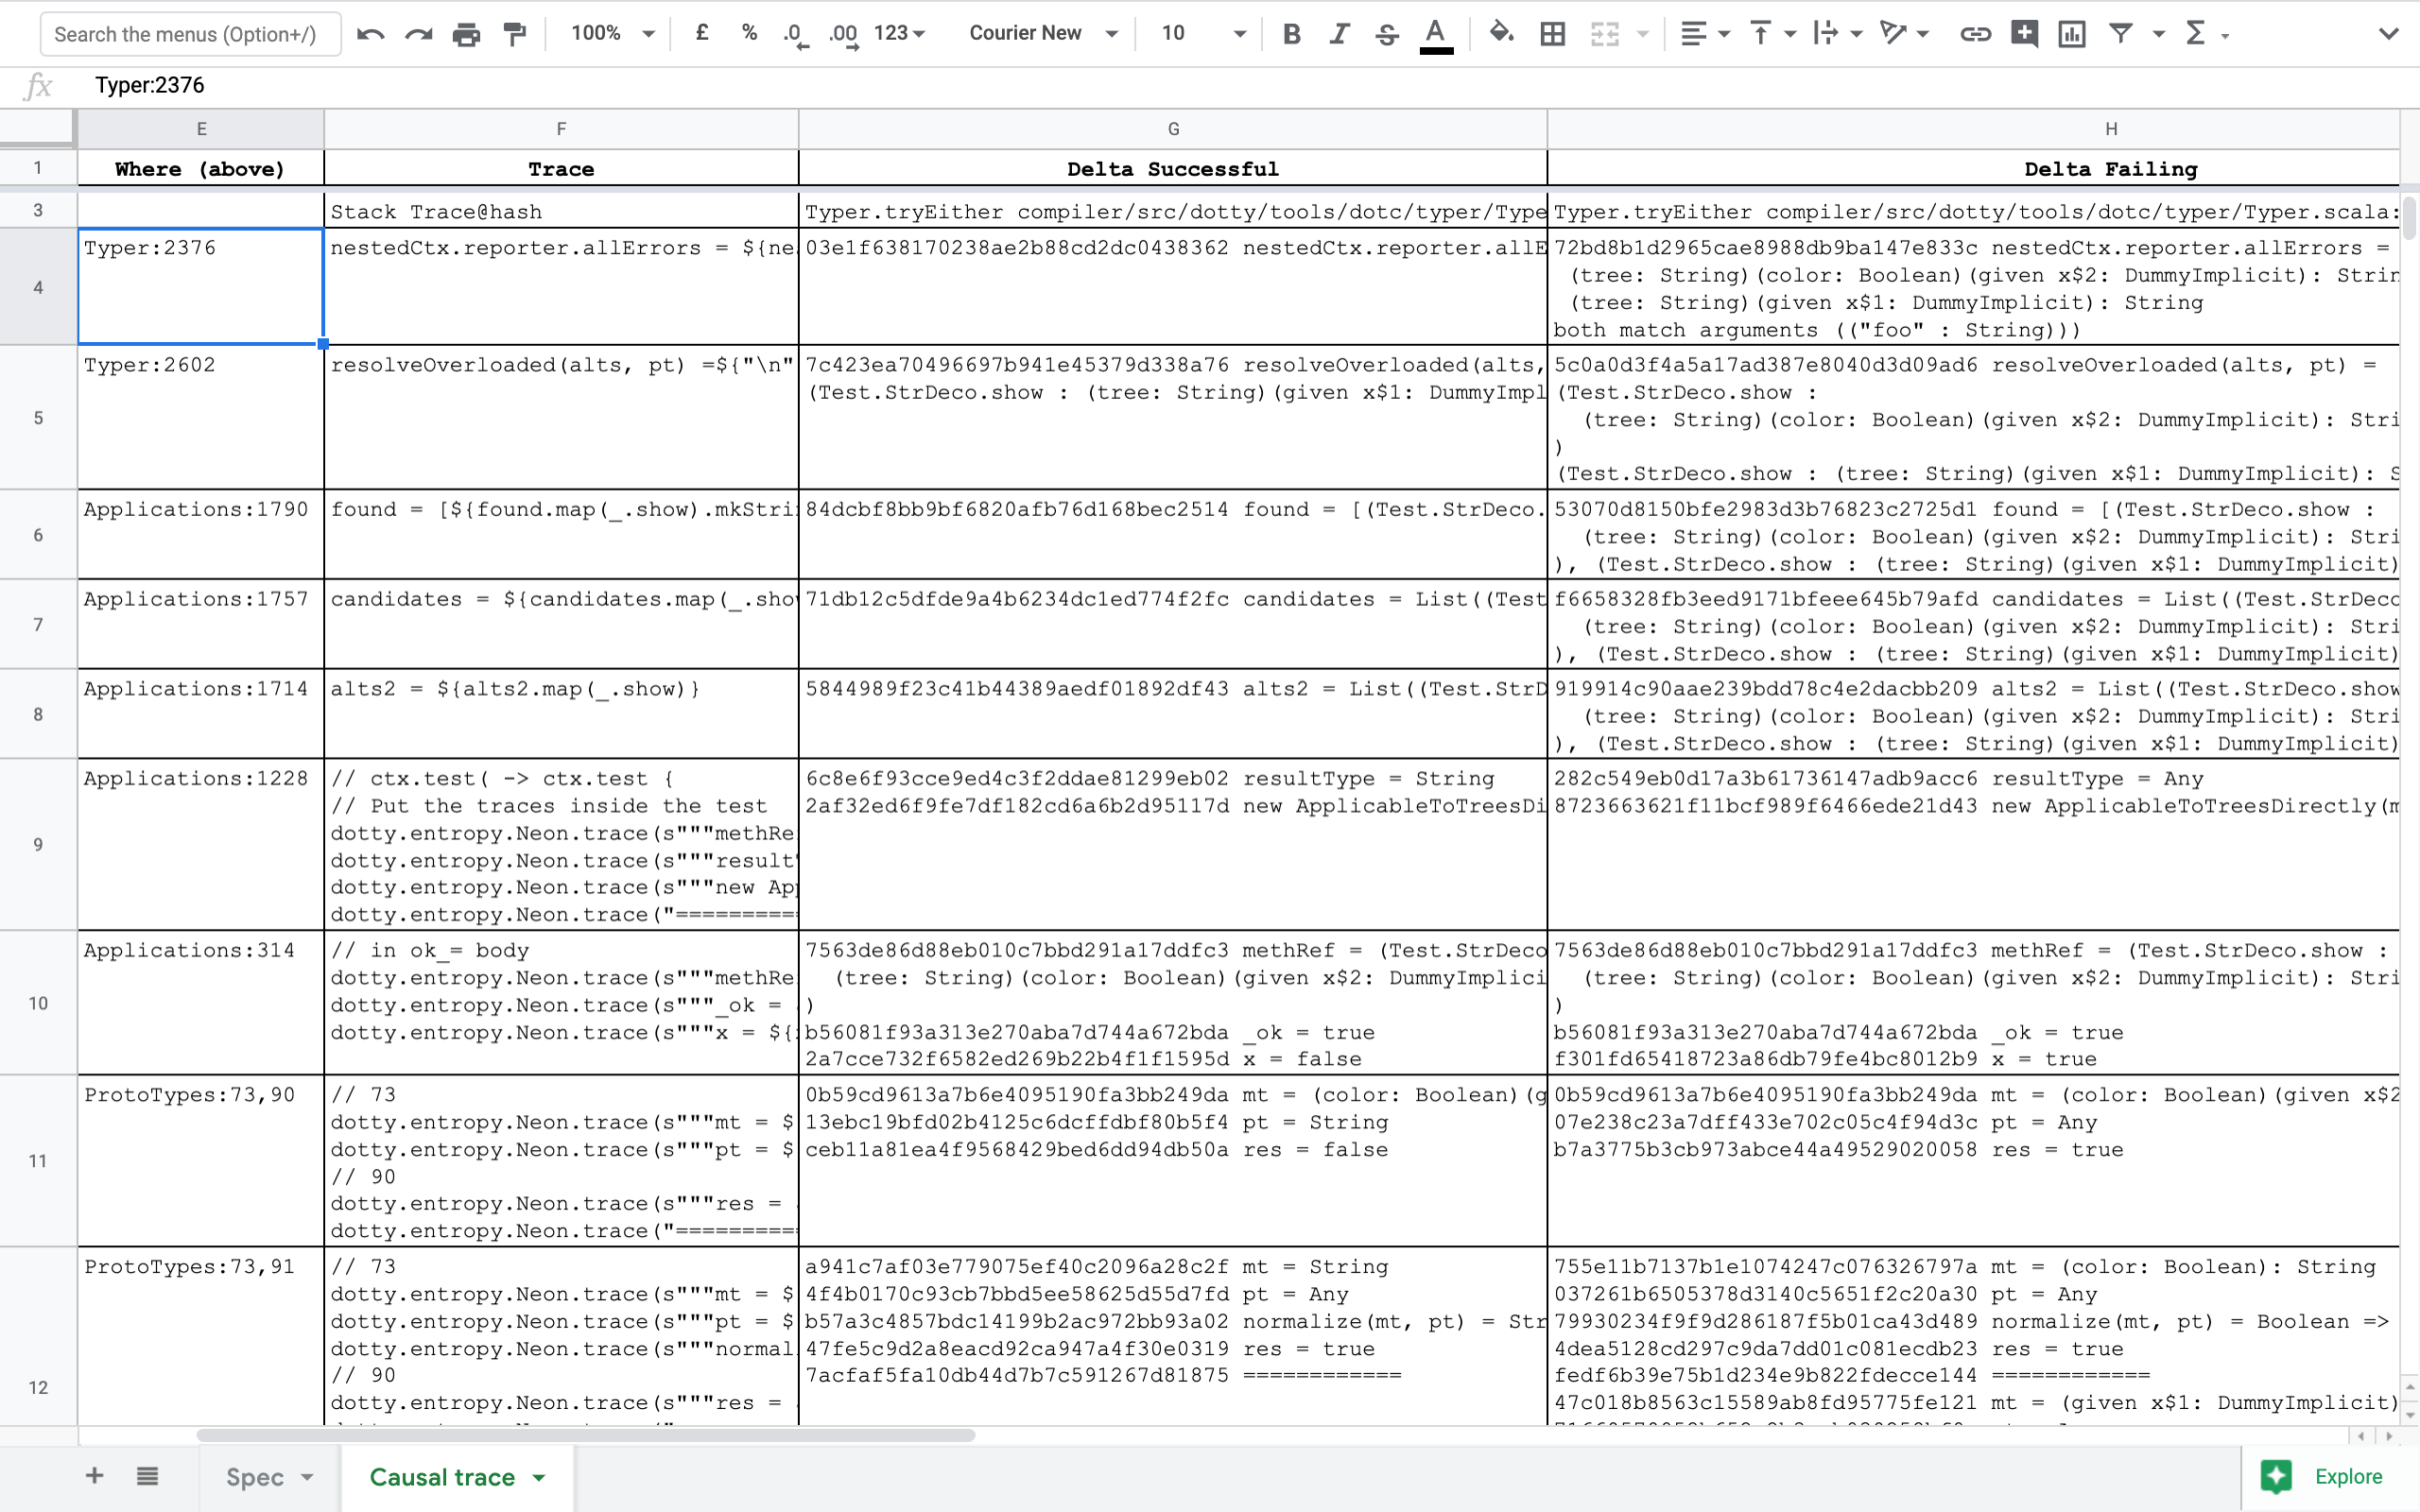 Search the menus (Option+/)
100%
£
%
.0
.00
123
Courier New
10
B
I
S
A
fx
Typer:2376
E
F
G
H
1
Where (above)
Trace
Delta Successful
Delta Failing
3
Stack Trace@hash
Typer.tryEither compiler/src/dotty/tools/dotc/typer/Type
Typer.tryEither compiler/src/dotty/tools/dotc/typer/Typer.scala:
4
Typer:2376
nestedCtx.reporter.allErrors = ${ne
03e1f638170238ae2b88cd2dc0438362 nestedCtx.reporter.allE
72bd8b1d2965cae8988db9ba147e833c nestedCtx.reporter.allErrors =
(tree: String)(color: Boolean)(given x$2: DummyImplicit): Strin
(tree: String)(given x$1: DummyImplicit): String
both match arguments (("foo" : String)))
5
Typer:2602
resolveOverloaded(alts, pt) =${"\n"
7c423ea70496697b941e45379d338a76 resolveOverloaded(alts,
(Test.StrDeco.show : (tree: String)(given x$1: DummyImpl
5c0a0d3f4a5a17ad387e8040d3d09ad6 resolveOverloaded(alts, pt) =
(Test.StrDeco.show :
(tree: String)(color: Boolean)(given x$2: DummyImplicit): Stri
)
(Test.StrDeco.show : (tree: String)(given x$1: DummyImplicit): S
6
Applications:1790
found = [${found.map(_.show).mkStri
84dcbf8bb9bf6820afb76d168bec2514 found = [(Test.StrDeco.
53070d8150bfe2983d3b76823c2725d1 found = [(Test.StrDeco.show :
(tree: String)(color: Boolean)(given x$2: DummyImplicit): Stri
), (Test.StrDeco.show : (tree: String)(given x$1: DummyImplicit)
7
Applications:1757
candidates = ${candidates.map(_.sho
71db12c5dfde9a4b6234dc1ed774f2fc candidates = List((Test
f6658328fb3eed9171bfeee645b79afd candidates = List((Test.StrDeco
(tree: String)(color: Boolean)(given x$2: DummyImplicit): Stri
), (Test.StrDeco.show : (tree: String)(given x$1: DummyImplicit)
8
Applications:1714
alts2 = ${alts2.map(_.show)}
5844989f23c41b44389aedf01892df43 alts2 = List((Test.StrD
919914c90aae239bdd78c4e2dacbb209 alts2 = List((Test.StrDeco.show
(tree: String)(color: Boolean)(given x$2: DummyImplicit): Stri
), (Test.StrDeco.show : (tree: String)(given x$1: DummyImplicit)
9
Applications:1228
// ctx.test( -> ctx.test {
// Put the traces inside the test
dotty.entropy.Neon.trace(s"""methRe
dotty.entropy.Neon.trace(s"""result
dotty.entropy.Neon.trace(s"""new App
dotty.entropy.Neon.trace("==========
6c8e6f93cce9ed4c3f2ddae81299eb02 resultType = String
2af32ed6f9fe7df182cd6a6b2d95117d new ApplicableToTreesDi
282c549eb0d17a3b61736147adb9acc6 resultType = Any
8723663621f11bcf989f6466ede21d43 new ApplicableToTreesDirectly(m
10
Applications:314
// in ok_= body
dotty.entropy.Neon.trace(s"""methRe
dotty.entropy.Neon.trace(s"""_ok =
dotty.entropy.Neon.trace(s"""x = ${
7563de86d88eb010c7bbd291a17ddfc3 methRef = (Test.StrDeco
(tree: String)(color: Boolean)(given x$2: DummyImplici
)
b56081f93a313e270aba7d744a672bda _ok = true
2a7cce732f6582ed269b22b4f1f1595d x = false
7563de86d88eb010c7bbd291a17ddfc3 methRef = (Test.StrDeco.show :
(tree: String)(color: Boolean)(given x$2: DummyImplicit): Stri
)
b56081f93a313e270aba7d744a672bda _ok = true
f301fd65418723a86db79fe4bc8012b9 x = true
11
ProtoTypes:73,90
// 73
dotty.entropy.Neon.trace(s"""mt = $
dotty.entropy.Neon.trace(s"""pt = $
// 90
dotty.entropy.Neon.trace(s"""res =
dotty.entropy.Neon.trace("==========
0b59cd9613a7b6e4095190fa3bb249da mt = (color: Boolean)(g
13ebc19bfd02b4125c6dcffdbf80b5f4 pt = String
ceb11a81ea4f9568429bed6dd94db50a res = false
0b59cd9613a7b6e4095190fa3bb249da mt = (color: Boolean)(given x$2
07e238c23a7dff433e702c05c4f94d3c pt = Any
b7a3775b3cb973abce44a49529020058 res = true
12
ProtoTypes:73,91
// 73
dotty.entropy.Neon.trace(s"""mt = $
dotty.entropy.Neon.trace(s"""pt = $
dotty.entropy.Neon.trace(s"""normal
// 90
dotty.entropy.Neon.trace(s"""res =
a941c7af03e779075ef40c2096a28c2f mt = String
4f4b0170c93cb7bbd5ee58625d55d7fd pt = Any
b57a3c4857bdc14199b2ac972bb93a02 normalize(mt, pt) = Str
47fe5c9d2a8eacd92ca947a4f30e0319 res = true
7acfaf5fa10db44d7b7c591267d81875 ============
755e11b7137b1e1074247c076326797a mt = (color: Boolean): String
037261b6505378d3140c5651f2c20a30 pt = Any
79930234f9f9d286187f5b01ca43d489 normalize(mt, pt) = Boolean =>
4dea5128cd297c9da7dd01c081ecdb23 res = true
fedf6b39e75b1d234e9b822fdecce144 ============
47c018b8563c15589ab8fd95775fe121 mt = (given x$1: DummyImplicit)
Spec
Causal trace
Explore